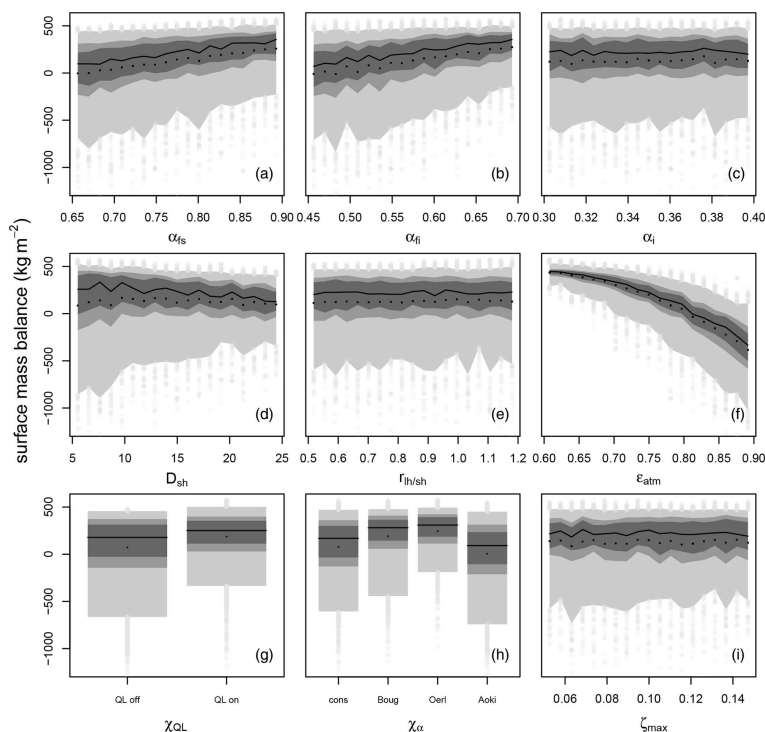 surface mass balance (kg m⁻²)
500
0
−500
−1000
(a)
0.65 0.70 0.75 0.80 0.85 0.90
αfs
(b)
0.45 0.50 0.55 0.60 0.65 0.70
αfi
(c)
0.30 0.32 0.34 0.36 0.38 0.40
αi
500
0
−500
−1000
(d)
5 10 15 20 25
Dsh
(e)
0.5 0.6 0.7 0.8 0.9 1.0 1.1 1.2
rlh/sh
(f)
0.60 0.65 0.70 0.75 0.80 0.85 0.90
εatm
500
0
−500
−1000
(g)
QL off QL on
χQL
(h)
cons Boug Oerl Aoki
χα
(i)
0.06 0.08 0.10 0.12 0.14
ζmax